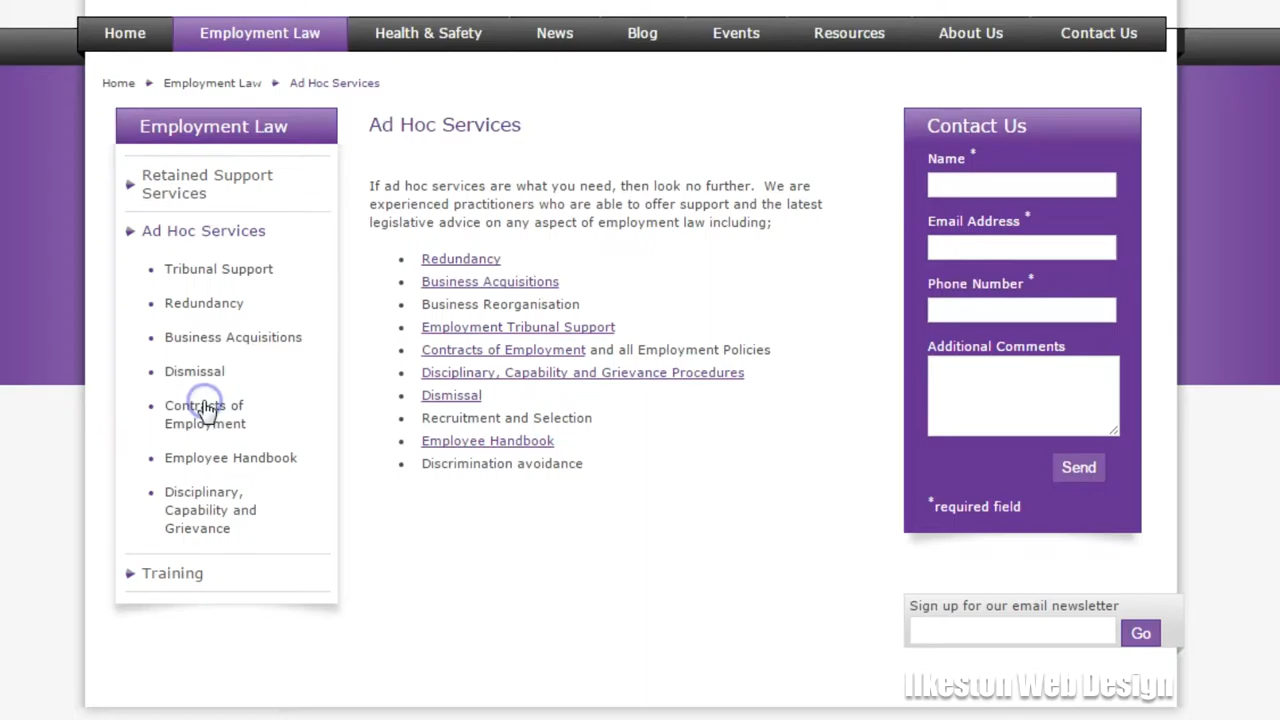 Home Employment Law Health & Safety News Blog Events Resources About Us Contact Us
Home Employment Law Ad Hoc Services
Employment Law
Retained Support
Services
Ad Hoc Services
Tribunal Support
Redundancy
Business Acquisitions
Dismissal
Contracts of
Employment
Employee Handbook
Disciplinary,
Capability and
Grievance
Training
Ad Hoc Services
If ad hoc services are what you need, then look no further. We are
experienced practitioners who are able to offer support and the latest
legislative advice on any aspect of employment law including;
Redundancy
Business Acquisitions
Business Reorganisation
Employment Tribunal Support
Contracts of Employment and all Employment Policies
Disciplinary, Capability and Grievance Procedures
Dismissal
Recruitment and Selection
Employee Handbook
Discrimination avoidance
Contact Us
Name *
Email Address *
Phone Number *
Additional Comments
Send
*required field
Sign up for our email newsletter
Go
Ilkeston Web Design